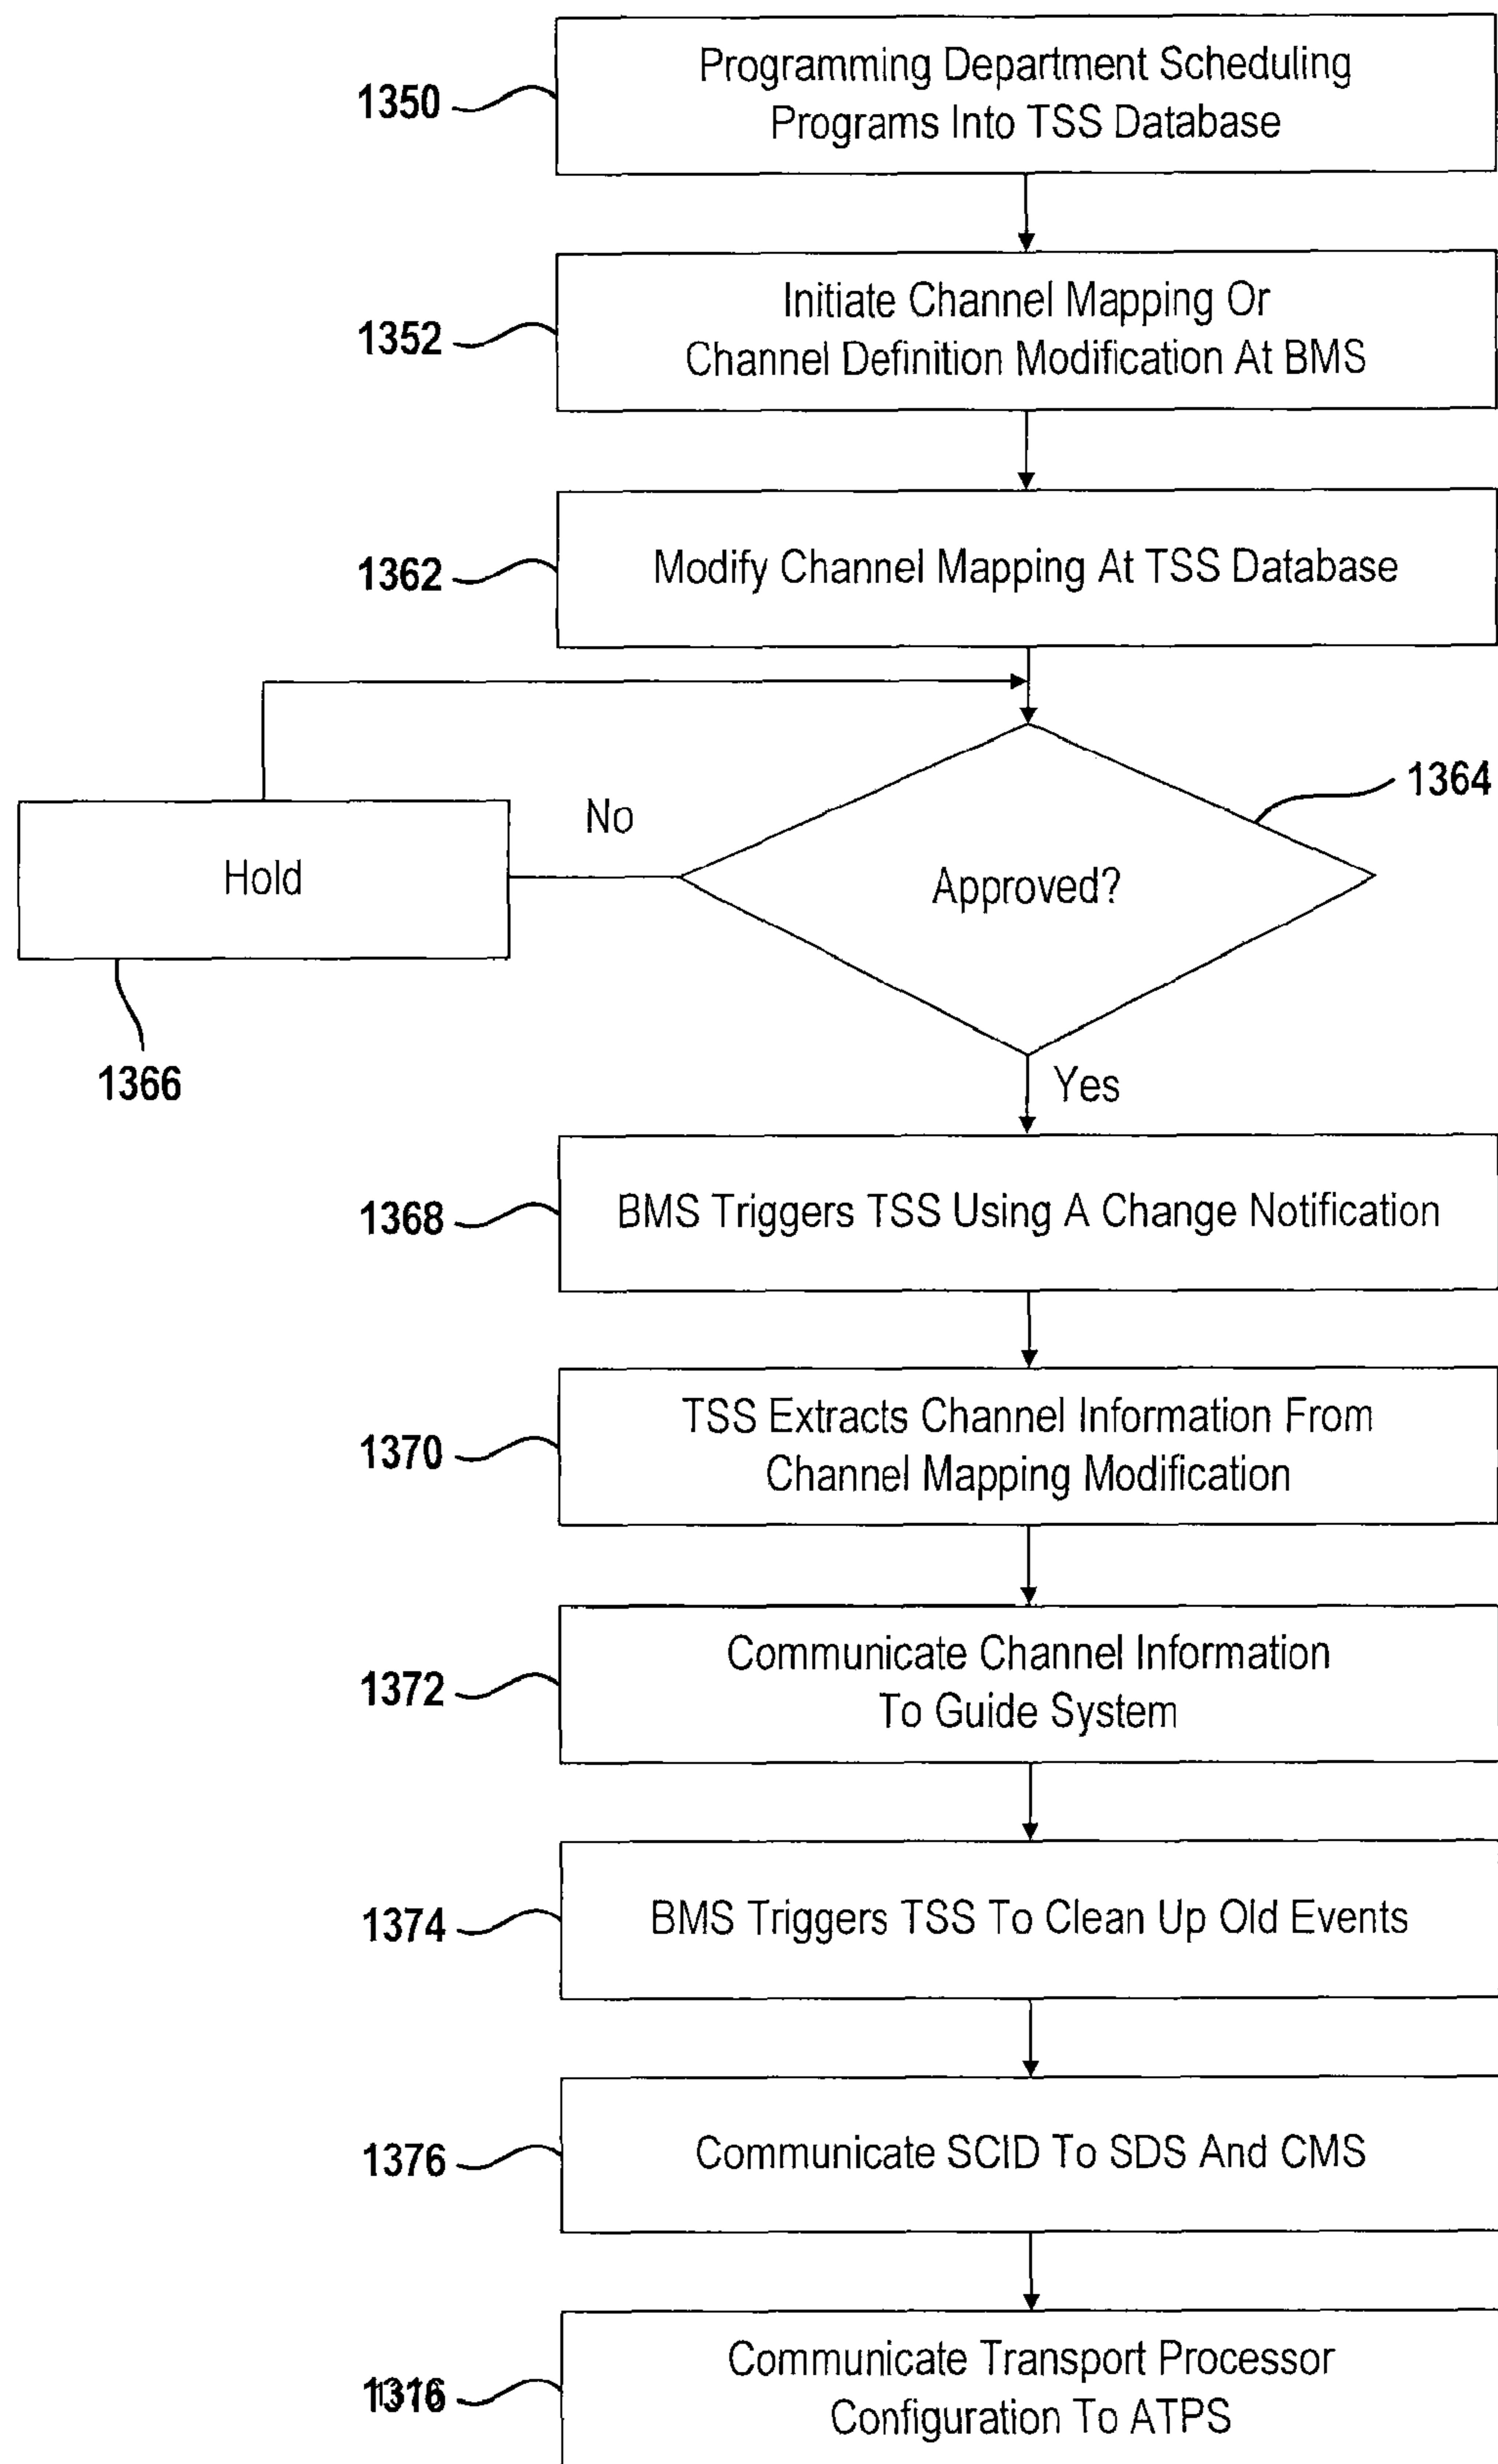 1350
Programming Department Scheduling
Programs Into TSS Database
1352
Initiate Channel Mapping Or
Channel Definition Modification At BMS
1362
Modify Channel Mapping At TSS Database
1364
No
Hold
Approved?
1366
Yes
1368
BMS Triggers TSS Using A Change Notification
1370
TSS Extracts Channel Information From
Channel Mapping Modification
1372
Communicate Channel Information
To Guide System
1374
BMS Triggers TSS To Clean Up Old Events
1376
Communicate SCID To SDS And CMS
Communicate Transport Processor
Configuration To ATPS